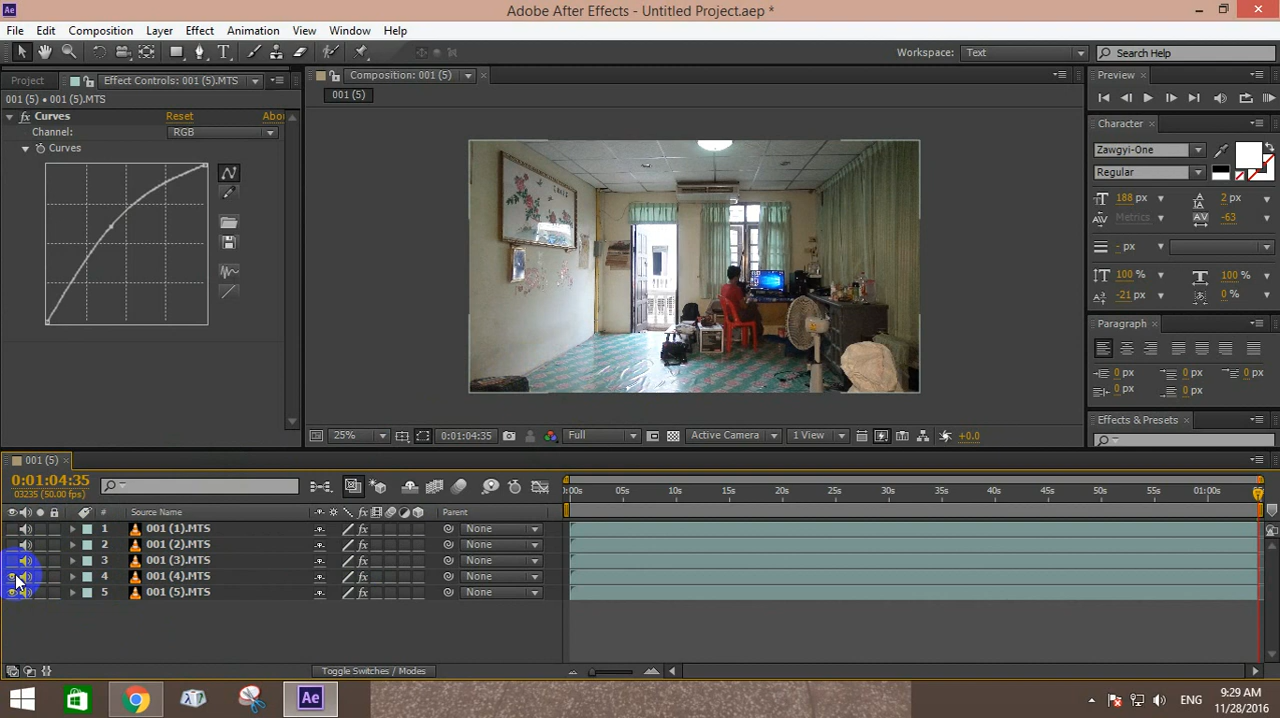 Adobe After Effects - Untitled Project.aep *
File Edit Composition Layer Effect Animation View Window Help
Workspace: Text Search Help
Project Effect Controls: 001 (5).MTS
001 (5) • 001 (5).MTS
Curves Reset Abo
Channel: RGB
Curves
Composition: 001 (5)
001 (5)
25% 0:01:04:35 Full Active Camera 1 View +0.0
Preview
Character
Zawgyi-One
Regular
188 px 2 px
Metrics -63
- px
100 % 100 %
-21 px 0 %
Paragraph
0 px 0 px 0 px
0 px 0 px
Effects & Presets
001 (5)
0:01:04:35
03235 (50.00 fps)
# Source Name Parent
1 001 (1).MTS None
2 001 (2).MTS None
3 001 (3).MTS None
4 001 (4).MTS None
5 001 (5).MTS None
:00s 05s 10s 15s 20s 25s 30s 35s 40s 45s 50s 55s 01:00s
Toggle Switches / Modes
Ae
ENG
9:29 AM
11/28/2016